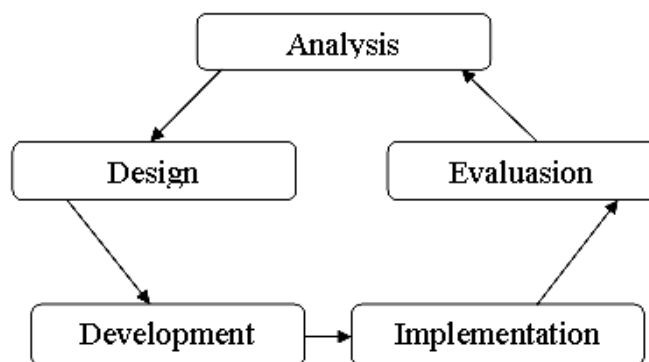 Analysis
Design
Evaluasion
Development
Implementation